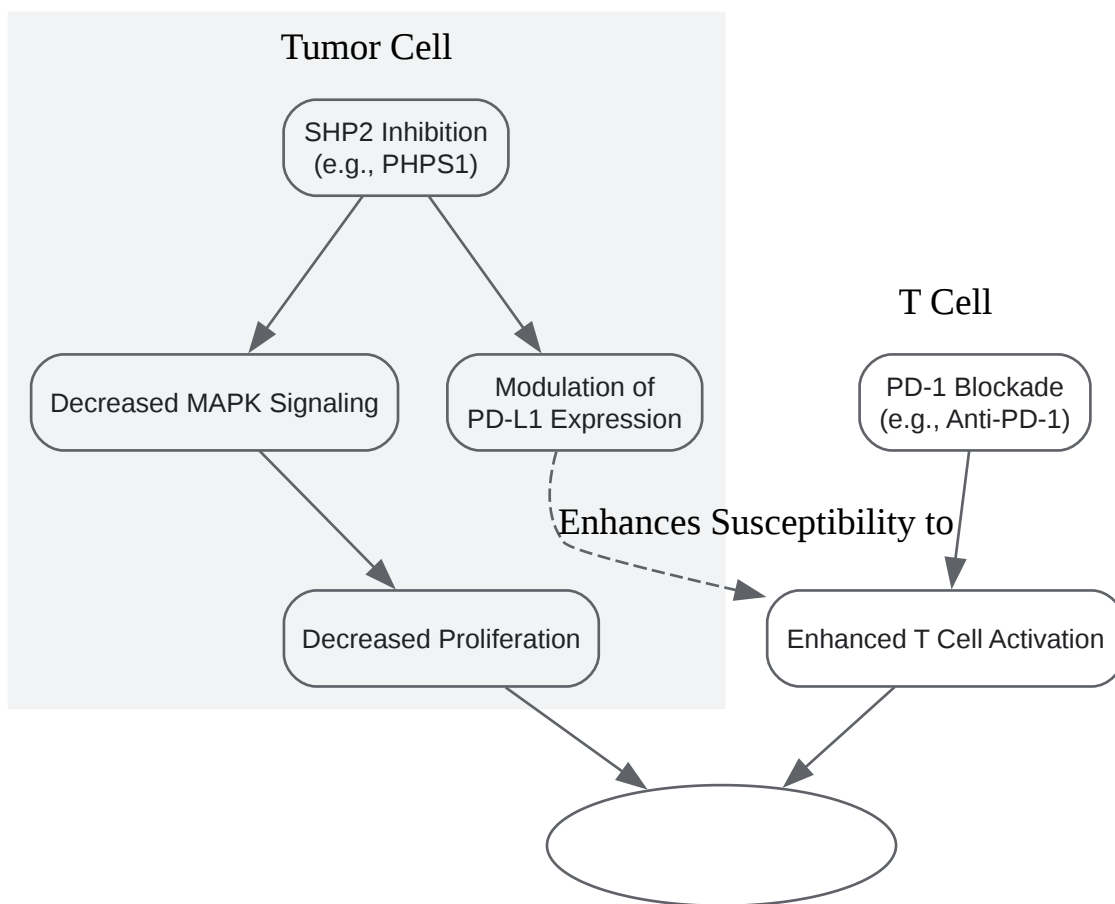 Tumor Cell
SHP2 Inhibition
(e.g., PHPS1)
T Cell
Decreased MAPK Signaling
Modulation of
PD-L1 Expression
PD-1 Blockade
(e.g., Anti-PD-1)
Enhances Susceptibility to
Decreased Proliferation
Enhanced T Cell Activation